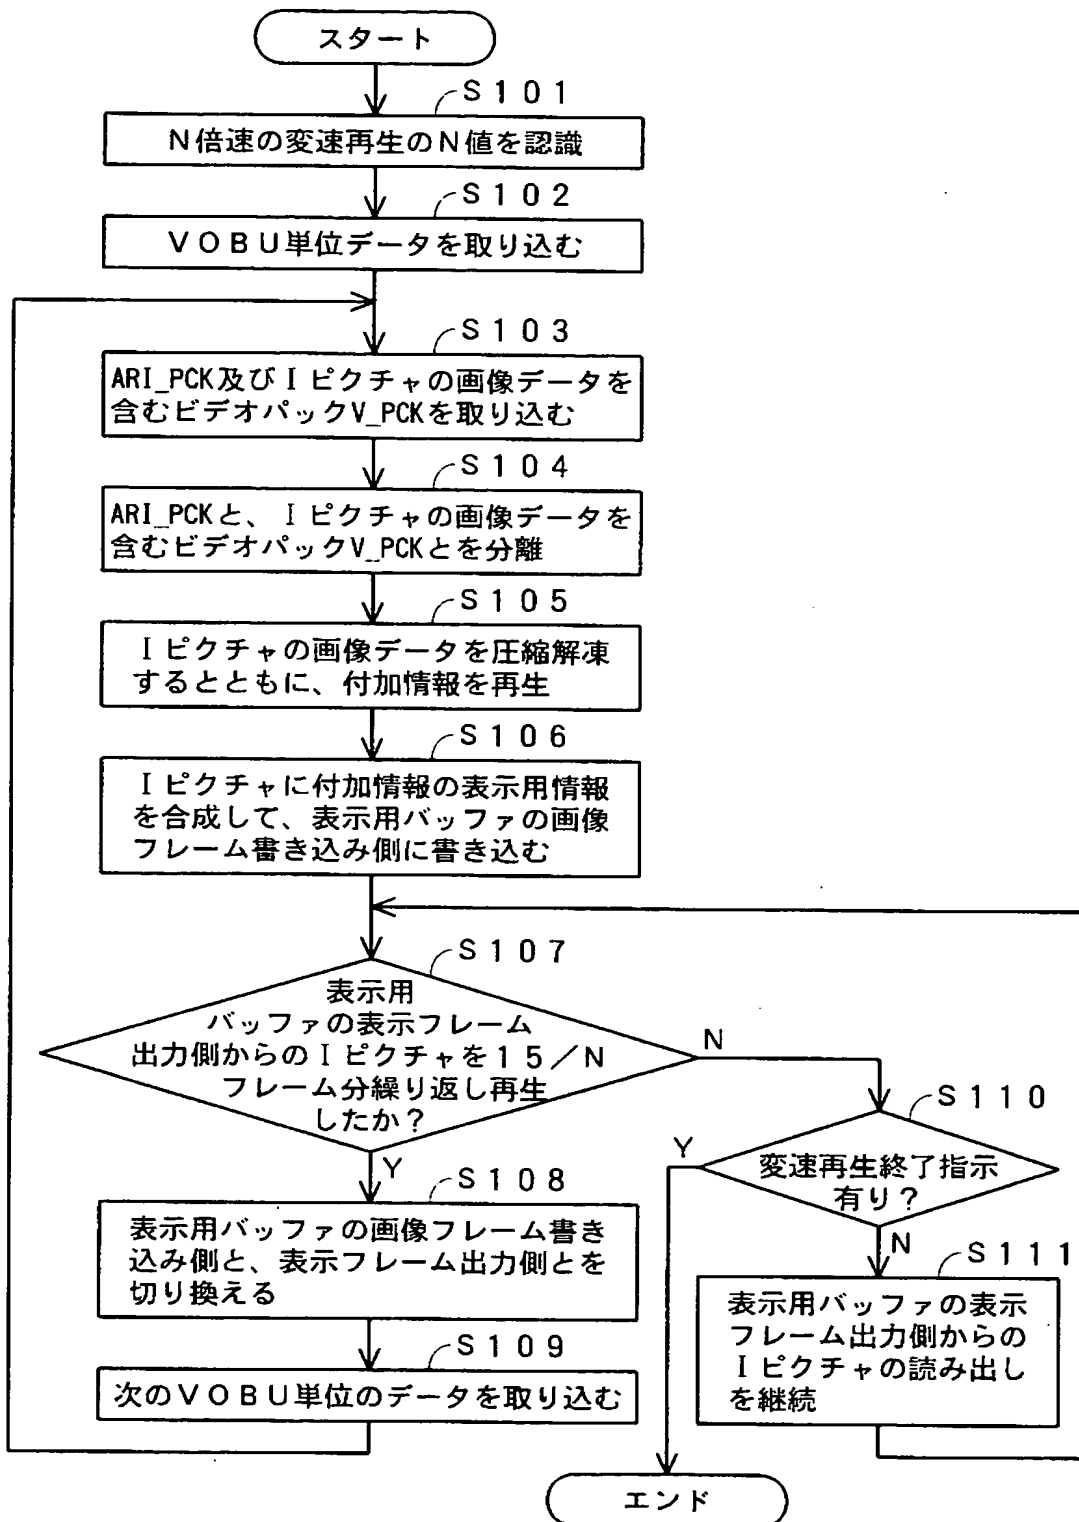 スタート
S101
N倍速の変速再生のN値を認識
S102
VOBU単位データを取り込む
S103
ARI_PCK及びIピクチャの画像データを
含むビデオパックV_PCKを取り込む
S104
ARI_PCKと、Iピクチャの画像データを
含むビデオパックV_PCKとを分離
S105
Iピクチャの画像データを圧縮解凍
するとともに、付加情報を再生
S106
Iピクチャに付加情報の表示用情報
を合成して、表示用バッファの画像
フレーム書き込み側に書き込む
S107
表示用
バッファの表示フレーム
出力側からのIピクチャを15/N
フレーム分繰り返し再生
したか?
N
Y
S108
表示用バッファの画像フレーム書き
込み側と、表示フレーム出力側とを
切り換える
S109
次のVOBU単位のデータを取り込む
S110
変速再生終了指示
有り?
Y
N
S111
表示用バッファの表示
フレーム出力側からの
Iピクチャの読み出し
を継続
エンド